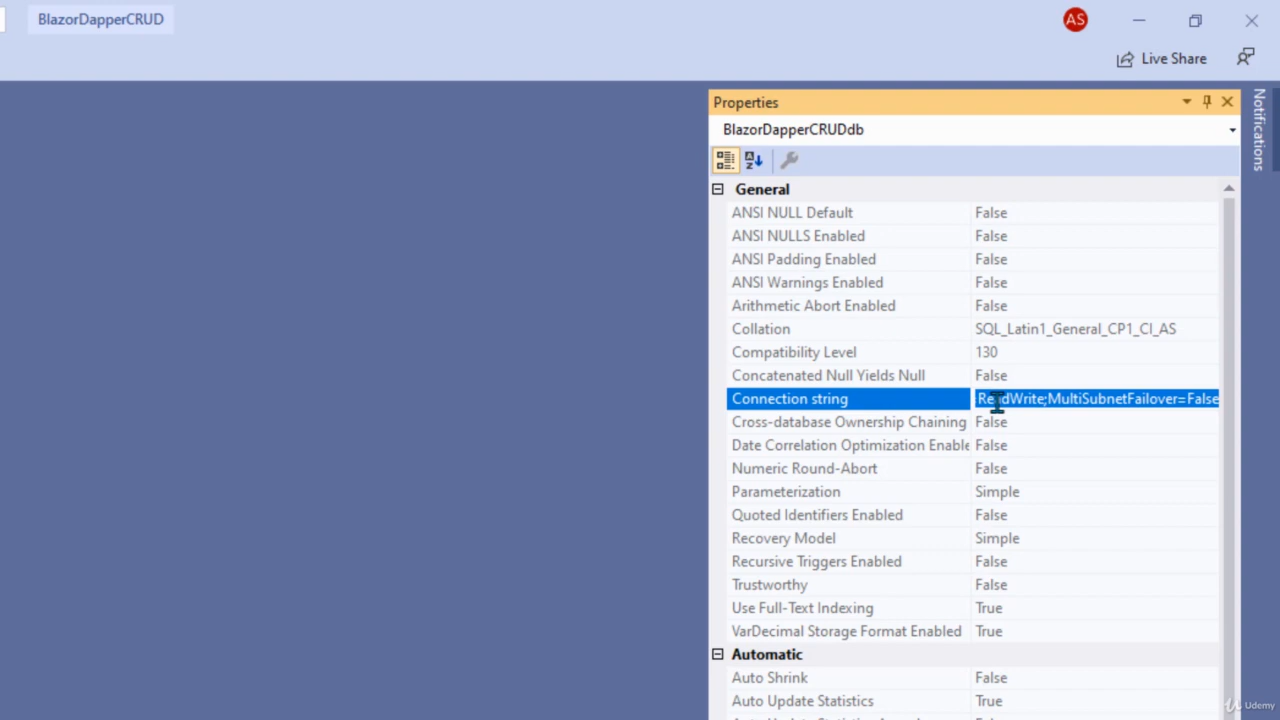 BlazorDapperCRUD
AS
Live Share
Properties
BlazorDapperCRUDdb
Notifications
General
ANSI NULL Default False
ANSI NULLS Enabled False
ANSI Padding Enabled False
ANSI Warnings Enabled False
Arithmetic Abort Enabled False
Collation SQL_Latin1_General_CP1_CI_AS
Compatibility Level 130
Concatenated Null Yields Null False
Connection string ReadWrite;MultiSubnetFailover=False
Cross-database Ownership Chaining False
Date Correlation Optimization Enable False
Numeric Round-Abort False
Parameterization Simple
Quoted Identifiers Enabled False
Recovery Model Simple
Recursive Triggers Enabled False
Trustworthy False
Use Full-Text Indexing True
VarDecimal Storage Format Enabled True
Automatic
Auto Shrink False
Auto Update Statistics True
Udemy